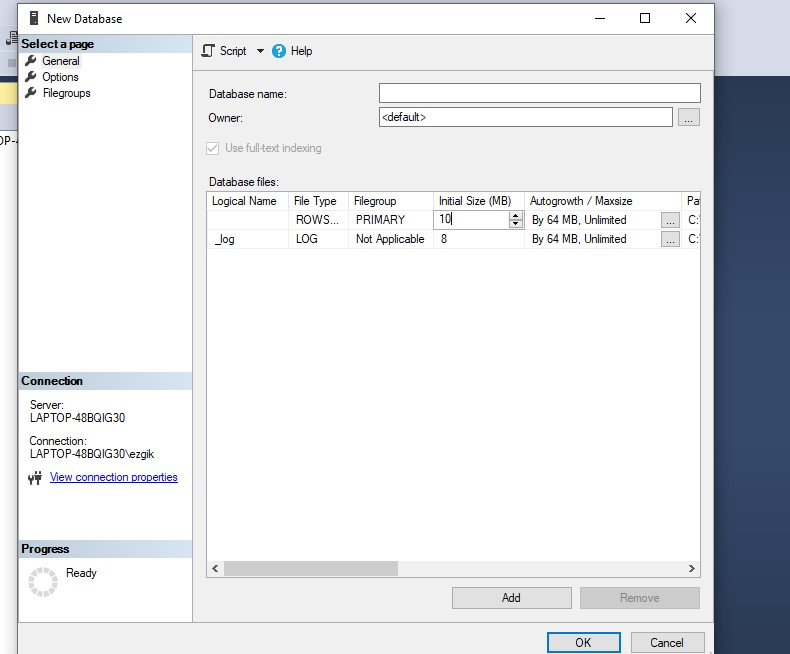 New Database
Select a page
General
Options
Filegroups
Script
Help
Database name:
Owner:
<default>
...
Use full-text indexing
Database files:
Logical Name File Type Filegroup Initial Size (MB) Autogrowth / Maxsize
ROWS... PRIMARY 10 By 64 MB, Unlimited ... C:
_log LOG Not Applicable 8 By 64 MB, Unlimited ... C:
Connection
Server:
LAPTOP-48BQIG30
Connection:
LAPTOP-48BQIG30\ezgik
View connection properties
Progress
Ready
Add Remove
OK Cancel